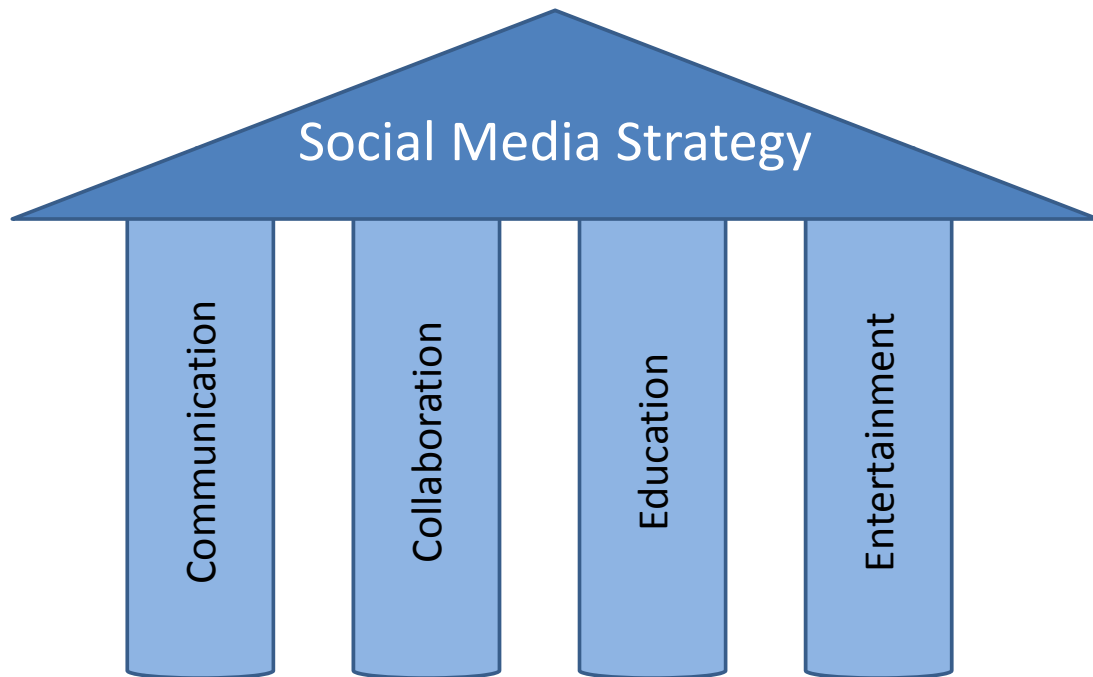 Social Media Strategy
Communication
Collaboration
Education
Entertainment